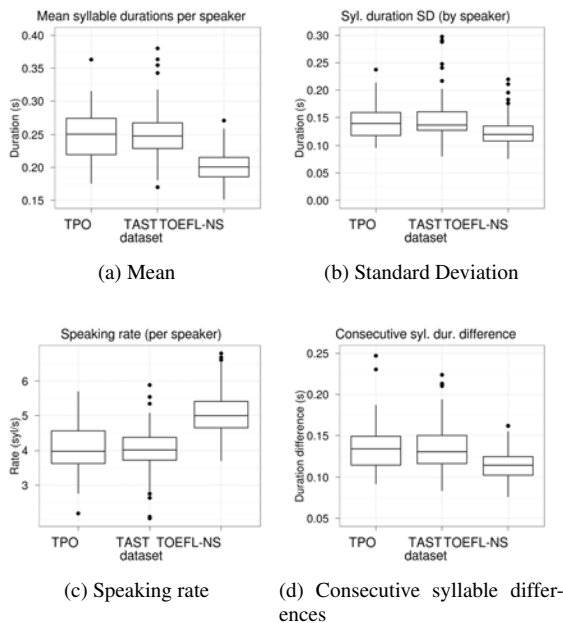 Mean syllable durations per speaker
Duration (s)
0.40
0.35
0.30
0.25
0.20
0.15
TPO TAST TOEFL-NS
dataset
(a) Mean
Syl. duration SD (by speaker)
Duration (s)
0.30
0.25
0.20
0.15
0.10
0.05
0.00
TPO TAST TOEFL-NS
dataset
(b) Standard Deviation
Speaking rate (per speaker)
Rate (syl/s)
6
5
4
3
TPO TAST TOEFL-NS
dataset
(c) Speaking rate
Consecutive syl. dur. difference
Duration difference (s)
0.25
0.20
0.15
0.10
0.05
TPO TAST TOEFL-NS
dataset
(d) Consecutive syllable differ-
ences